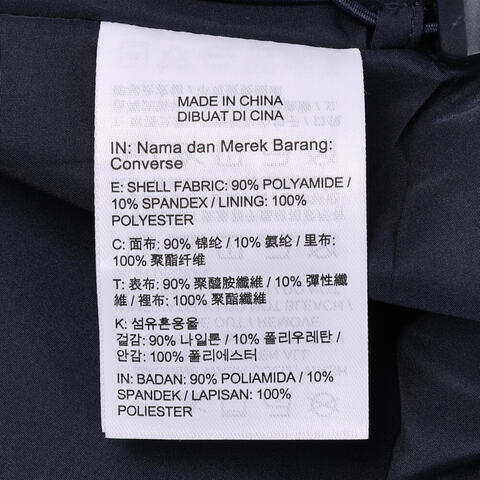 MADE IN CHINA
DIBUAT DI CINA
IN: Nama dan Merek Barang:
Converse
E: SHELL FABRIC: 90% POLYAMIDE /
10% SPANDEX / LINING: 100%
POLYESTER
C: 面布: 90% 锦纶 / 10% 氨纶 / 里布:
100% 聚酯纤维
T: 表布: 90% 聚醯胺纖維 / 10% 彈性纖
維 / 裡布: 100% 聚酯纖維
K: 섬유혼용율
겉감: 90% 나일론 / 10% 폴리우레탄 /
안감: 100% 폴리에스터
IN: BADAN: 90% POLIAMIDA / 10%
SPANDEK / LAPISAN: 100%
POLIESTER